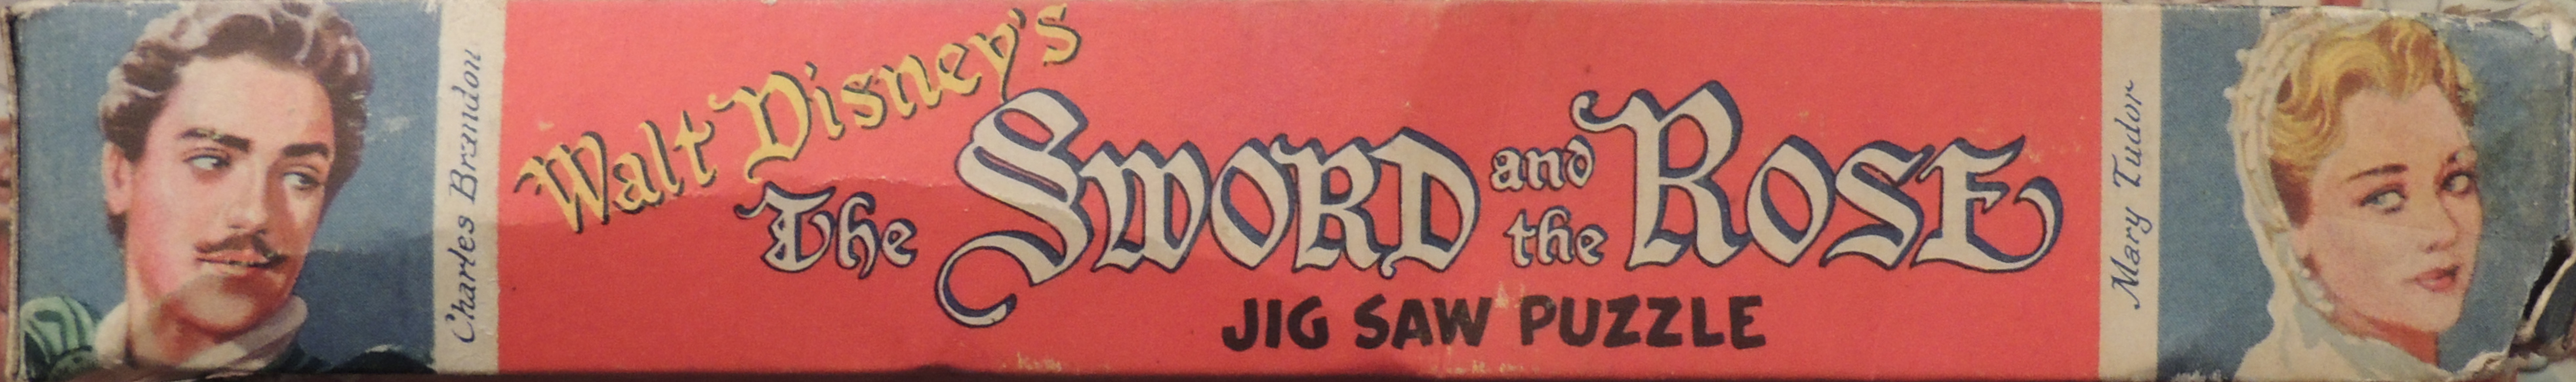 Charles Brandon
Walt Disney's
The Sword and the Rose
JIG SAW PUZZLE
Mary Tudor